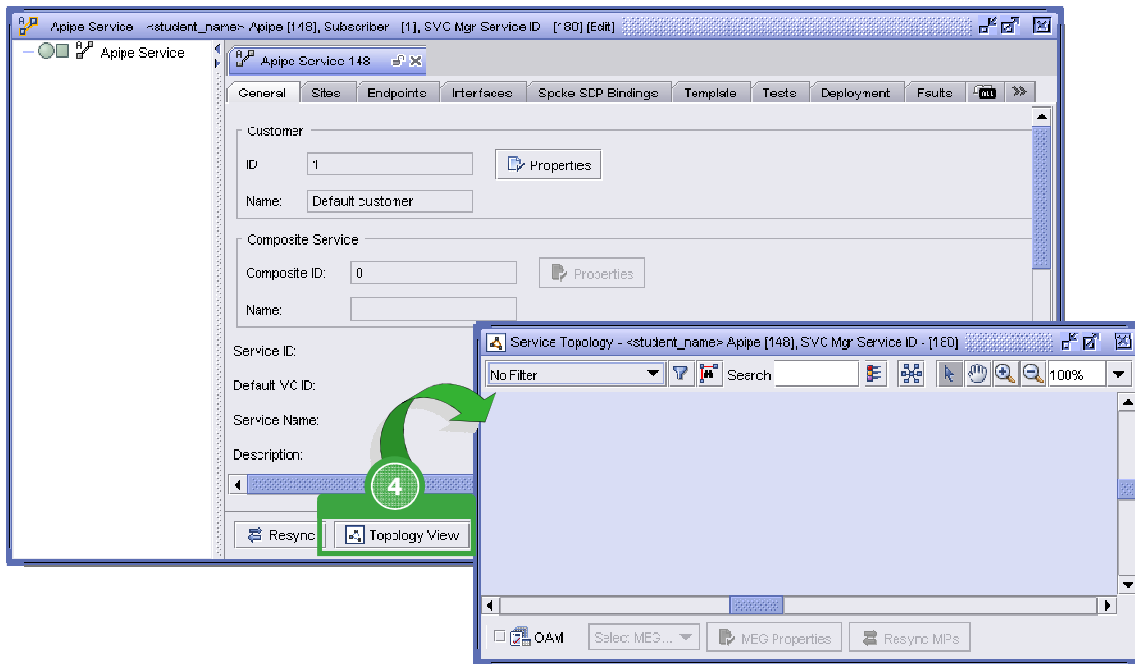 Apipe Service - <student_name> Apipe [148], Subscriber - [1], SVC Mgr Service ID - [180] [Edit]
Apipe Service
Apipe Service 148
General Sites Endpoints Interfaces Spoke SDP Bindings Template Tests Deployment Faults ALL
Customer
ID 1 Properties
Name: Default customer
Composite Service
Composite ID: 0 Properties
Name:
Service ID:
Default VC ID:
Service Name:
Description:
4
Resync Topology View
Service Topology - <student_name> Apipe [148], SVC Mgr Service ID - [180]
No Filter Search 100%
OAM Select MEG... MEG Properties Resync MPs